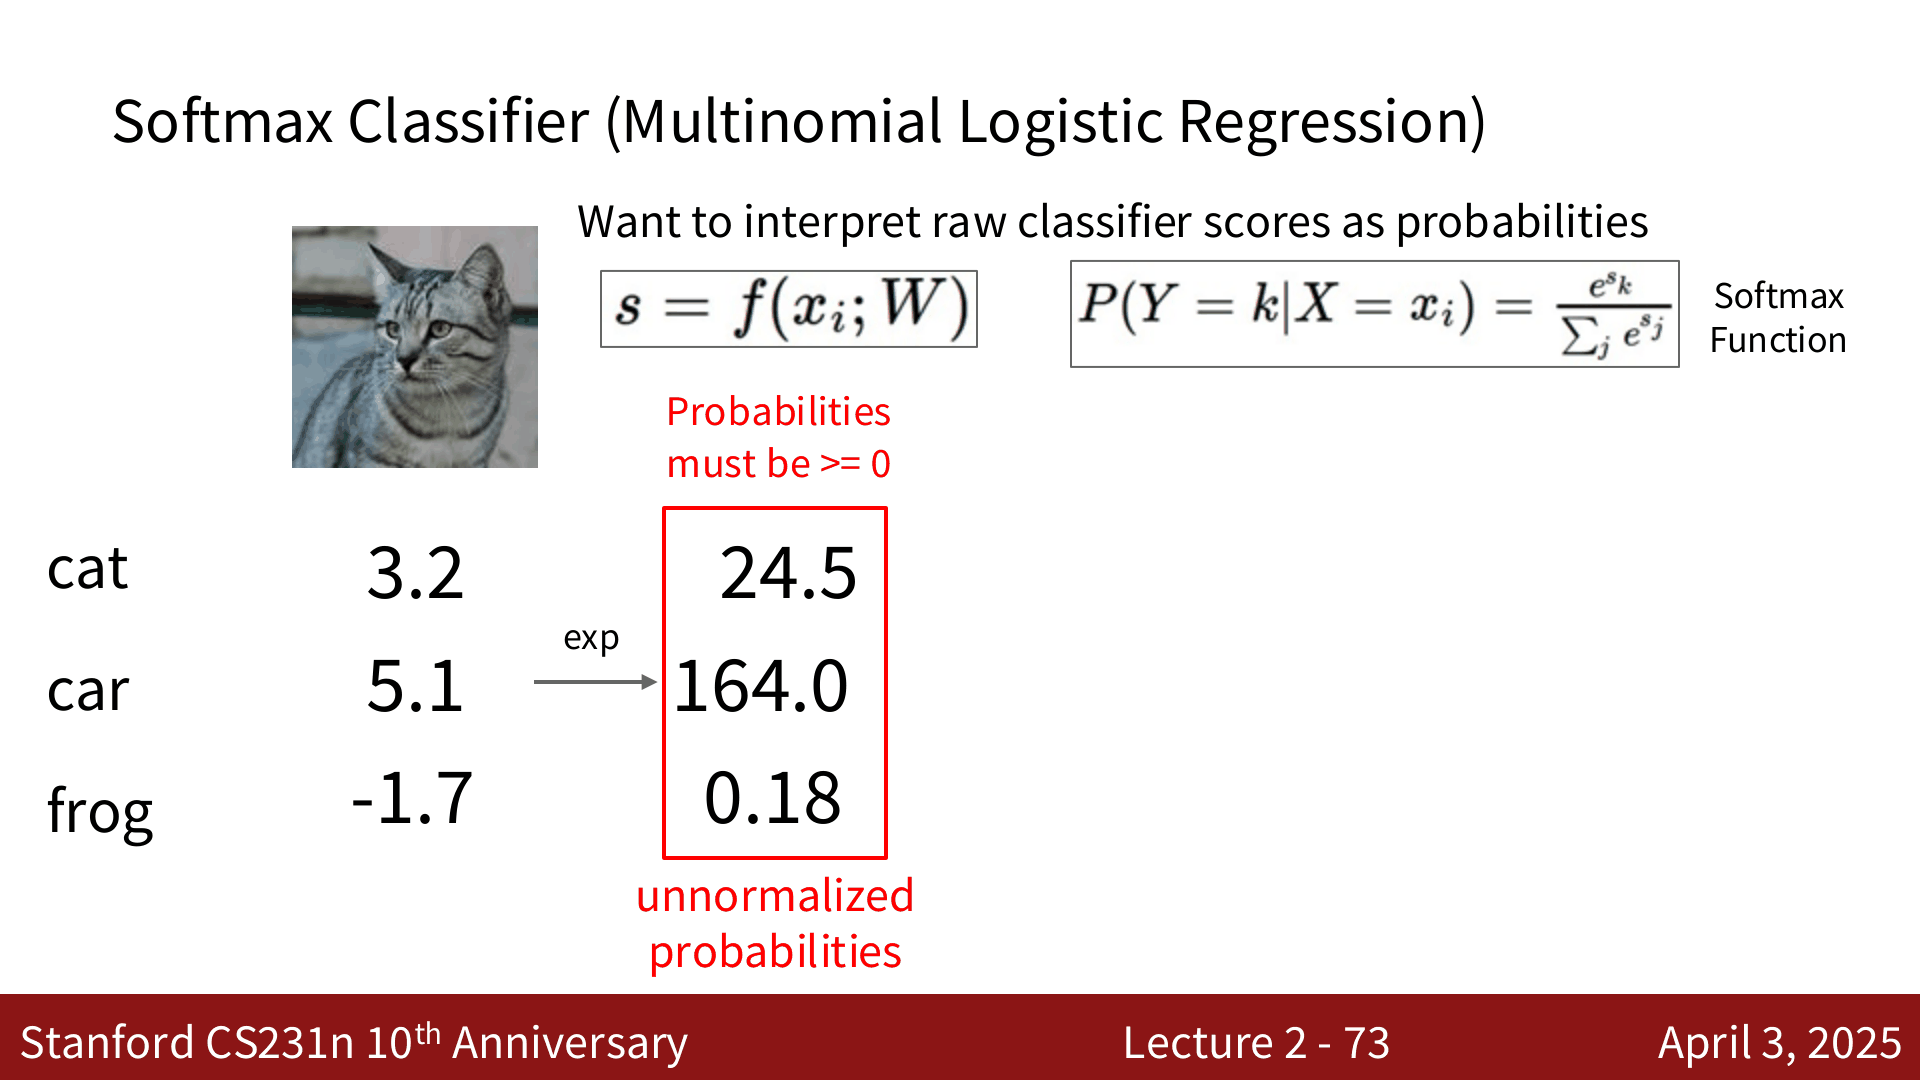 Softmax Classifier (Multinomial Logistic Regression)
Want to interpret raw classifier scores as probabilities
s = f(x_i; W)
P(Y = k|X = x_i) = \frac{e^{s_k}}{\sum_j e^{s_j}}
Softmax
Function
Probabilities
must be >= 0
cat 3.2 24.5
exp
car 5.1 164.0
frog -1.7 0.18
unnormalized
probabilities
Stanford CS231n 10th Anniversary Lecture 2 - 73 April 3, 2025